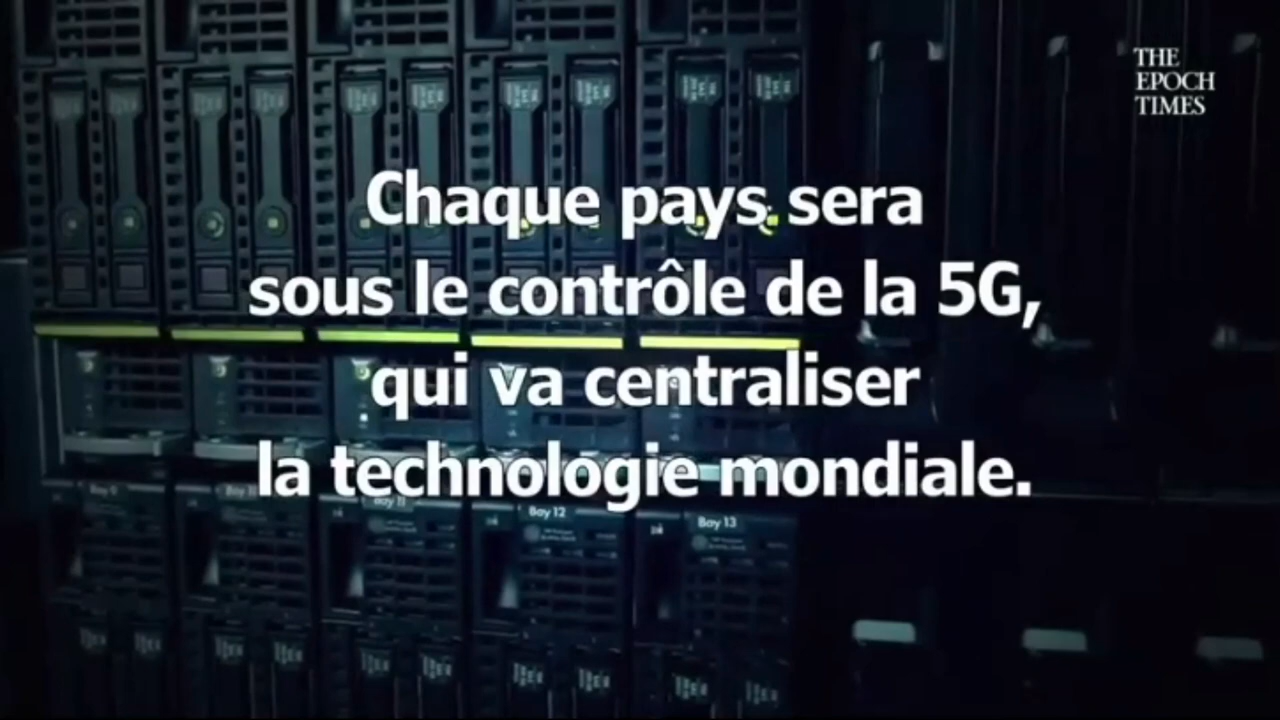 THE
EPOCH
TIMES
Chaque pays sera
sous le contrôle de la 5G,
qui va centraliser
la technologie mondiale.
Bay 11
Bay 12
Bay 13